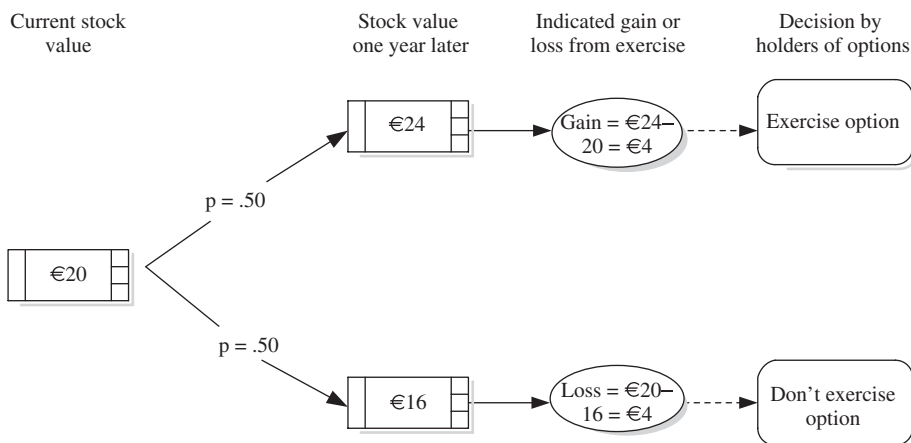 Current stock
value
Stock value
one year later
Indicated gain or
loss from exercise
Decision by
holders of options
€24
Gain = €24–
20 = €4
Exercise option
p = .50
€20
p = .50
€16
Loss = €20–
16 = €4
Don't exercise
option